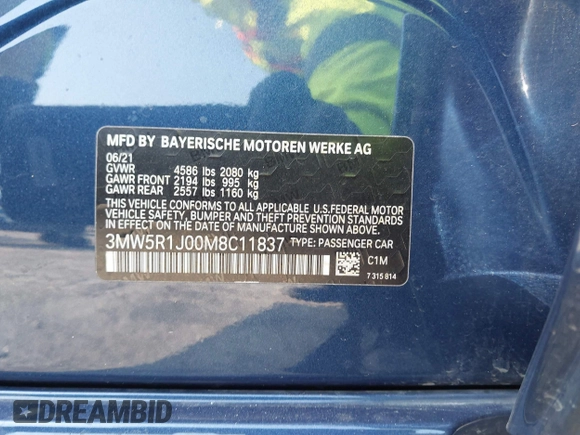 MFD BY BAYERISCHE MOTOREN WERKE AG
06/21
GVWR 4586 lbs 2080 kg
GAWR FRONT 2194 lbs 995 kg
GAWR REAR 2557 lbs 1160 kg
THIS VEHICLE CONFORMS TO ALL APPLICABLE U.S.FEDERAL MOTOR
VEHICLE SAFETY, BUMPER AND THEFT PREVENTION STANDARDS
IN EFFECT ON THE DATE OF MANUFACTURE SHOWN ABOVE.
3MW5R1J00M8C11837 TYPE: PASSENGER CAR
C1M
7 315 814
DREAMBID